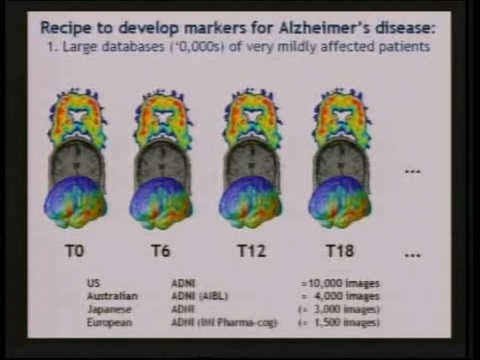 Recipe to develop markers for Alzheimer's disease:
1. Large databases ('0,000s) of very mildly affected patients
...
T0 T6 T12 T18 ...
US ADNI =10,000 images
Australian ADNI (AIBL) = 4,000 images
Japanese ADNI (= 3,000 images)
European ADNI (IMI Pharma-cog) (= 1,500 images)